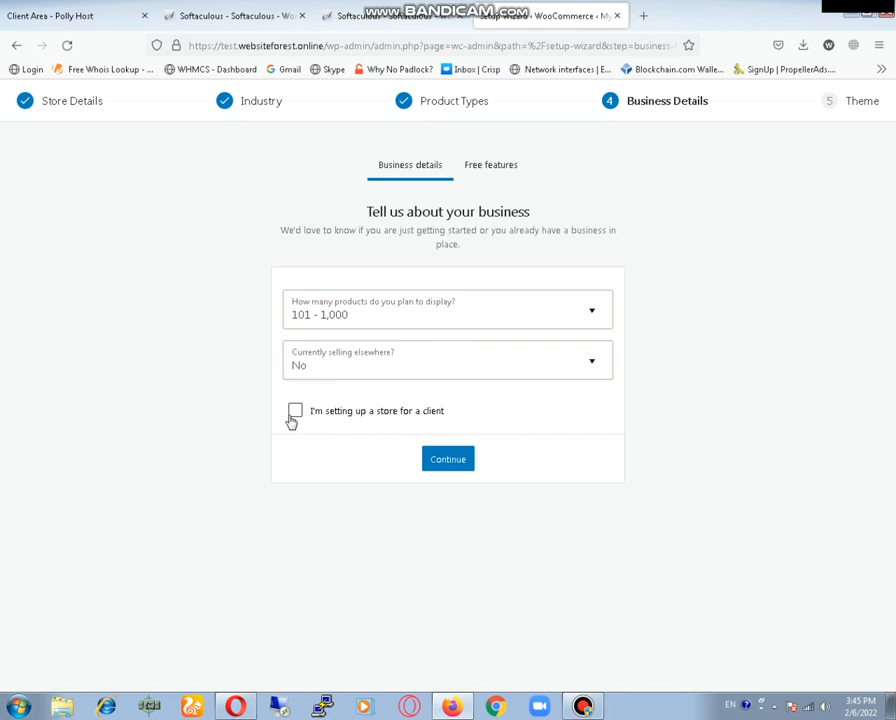 www.BANDICAM.com
Client Area - Polly Host
Softaculous - Softaculous - Wo
Softaculous - Softaculous - W
Setup Wizard ‹ WooCommerce ‹ My
https://test.websiteforest.online/wp-admin/admin.php?page=wc-admin&path=%2Fsetup-wizard&step=business-
Login
Free Whois Lookup - ...
WHMCS - Dashboard
Gmail
Skype
Why No Padlock?
Inbox | Crisp
Network interfaces | E...
Blockchain.com Walle...
SignUp | PropellerAds....
Store Details
Industry
Product Types
4 Business Details
5 Theme
Business details
Free features
Tell us about your business
We'd love to know if you are just getting started or you already have a business in
place.
How many products do you plan to display?
101 - 1,000
Currently selling elsewhere?
No
I'm setting up a store for a client
Continue
EN
3:45 PM
2/6/2022